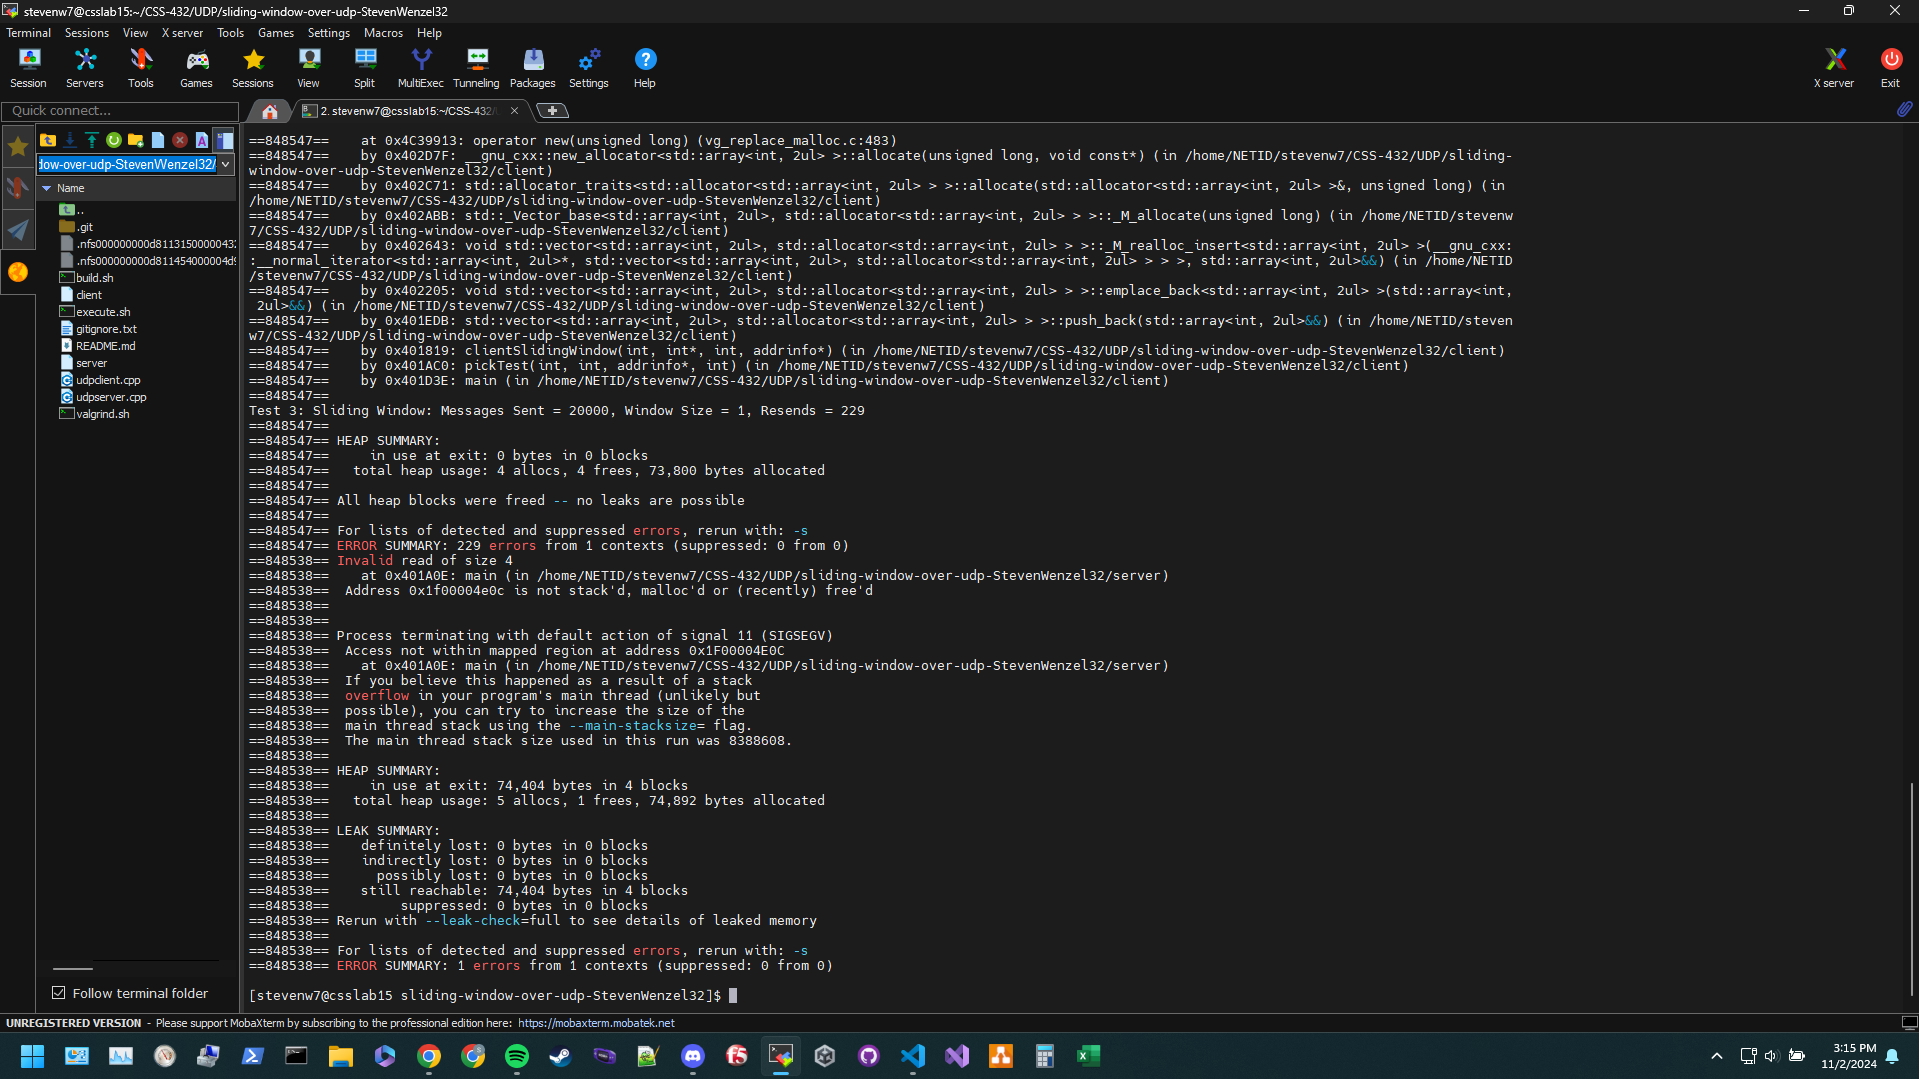 stevenw7@csslab15:~/CSS-432/UDP/sliding-window-over-udp-StevenWenzel32
Terminal Sessions View X server Tools Games Settings Macros Help
Session Servers Tools Games Sessions View Split MultiExec Tunneling Packages Settings Help X server Exit
Quick connect...
2. stevenw7@csslab15:~/CSS-432/
low-over-udp-StevenWenzel32/
Name
..
.git
.nfs000000000d8113150000043
.nfs000000000d811454000004d
build.sh
client
execute.sh
gitignore.txt
README.md
server
udpclient.cpp
udpserver.cpp
valgrind.sh
Follow terminal folder
==848547==    at 0x4C39913: operator new(unsigned long) (vg_replace_malloc.c:483)
==848547==    by 0x402D7F: __gnu_cxx::new_allocator<std::array<int, 2ul> >::allocate(unsigned long, void const*) (in /home/NETID/stevenw7/CSS-432/UDP/sliding-
window-over-udp-StevenWenzel32/client)
==848547==    by 0x402C71: std::allocator_traits<std::allocator<std::array<int, 2ul> > >::allocate(std::allocator<std::array<int, 2ul> >&, unsigned long) (in
/home/NETID/stevenw7/CSS-432/UDP/sliding-window-over-udp-StevenWenzel32/client)
==848547==    by 0x402ABB: std::_Vector_base<std::array<int, 2ul>, std::allocator<std::array<int, 2ul> > >::_M_allocate(unsigned long) (in /home/NETID/stevenw
7/CSS-432/UDP/sliding-window-over-udp-StevenWenzel32/client)
==848547==    by 0x402643: void std::vector<std::array<int, 2ul>, std::allocator<std::array<int, 2ul> > >::_M_realloc_insert<std::array<int, 2ul> >(__gnu_cxx:
:__normal_iterator<std::array<int, 2ul>*, std::vector<std::array<int, 2ul>, std::allocator<std::array<int, 2ul> > > >, std::array<int, 2ul>&&) (in /home/NETID
/stevenw7/CSS-432/UDP/sliding-window-over-udp-StevenWenzel32/client)
==848547==    by 0x402205: void std::vector<std::array<int, 2ul>, std::allocator<std::array<int, 2ul> > >::emplace_back<std::array<int, 2ul> >(std::array<int,
 2ul>&&) (in /home/NETID/stevenw7/CSS-432/UDP/sliding-window-over-udp-StevenWenzel32/client)
==848547==    by 0x401EDB: std::vector<std::array<int, 2ul>, std::allocator<std::array<int, 2ul> > >::push_back(std::array<int, 2ul>&&) (in /home/NETID/steven
w7/CSS-432/UDP/sliding-window-over-udp-StevenWenzel32/client)
==848547==    by 0x401819: clientSlidingWindow(int, int*, int, addrinfo*) (in /home/NETID/stevenw7/CSS-432/UDP/sliding-window-over-udp-StevenWenzel32/client)
==848547==    by 0x401AC0: pickTest(int, int, addrinfo*, int) (in /home/NETID/stevenw7/CSS-432/UDP/sliding-window-over-udp-StevenWenzel32/client)
==848547==    by 0x401D3E: main (in /home/NETID/stevenw7/CSS-432/UDP/sliding-window-over-udp-StevenWenzel32/client)
==848547==
Test 3: Sliding Window: Messages Sent = 20000, Window Size = 1, Resends = 229
==848547==
==848547== HEAP SUMMARY:
==848547==     in use at exit: 0 bytes in 0 blocks
==848547==   total heap usage: 4 allocs, 4 frees, 73,800 bytes allocated
==848547==
==848547== All heap blocks were freed -- no leaks are possible
==848547==
==848547== For lists of detected and suppressed errors, rerun with: -s
==848547== ERROR SUMMARY: 229 errors from 1 contexts (suppressed: 0 from 0)
==848538== Invalid read of size 4
==848538==    at 0x401A0E: main (in /home/NETID/stevenw7/CSS-432/UDP/sliding-window-over-udp-StevenWenzel32/server)
==848538==  Address 0x1f00004e0c is not stack'd, malloc'd or (recently) free'd
==848538==
==848538==
==848538== Process terminating with default action of signal 11 (SIGSEGV)
==848538==  Access not within mapped region at address 0x1F00004E0C
==848538==    at 0x401A0E: main (in /home/NETID/stevenw7/CSS-432/UDP/sliding-window-over-udp-StevenWenzel32/server)
==848538==  If you believe this happened as a result of a stack
==848538==  overflow in your program's main thread (unlikely but
==848538==  possible), you can try to increase the size of the
==848538==  main thread stack using the --main-stacksize= flag.
==848538==  The main thread stack size used in this run was 8388608.
==848538==
==848538== HEAP SUMMARY:
==848538==     in use at exit: 74,404 bytes in 4 blocks
==848538==   total heap usage: 5 allocs, 1 frees, 74,892 bytes allocated
==848538==
==848538== LEAK SUMMARY:
==848538==    definitely lost: 0 bytes in 0 blocks
==848538==    indirectly lost: 0 bytes in 0 blocks
==848538==      possibly lost: 0 bytes in 0 blocks
==848538==    still reachable: 74,404 bytes in 4 blocks
==848538==         suppressed: 0 bytes in 0 blocks
==848538== Rerun with --leak-check=full to see details of leaked memory
==848538==
==848538== For lists of detected and suppressed errors, rerun with: -s
==848538== ERROR SUMMARY: 1 errors from 1 contexts (suppressed: 0 from 0)
[stevenw7@csslab15 sliding-window-over-udp-StevenWenzel32]$
UNREGISTERED VERSION - Please support MobaXterm by subscribing to the professional edition here: https://mobaxterm.mobatek.net
3:15 PM
11/2/2024